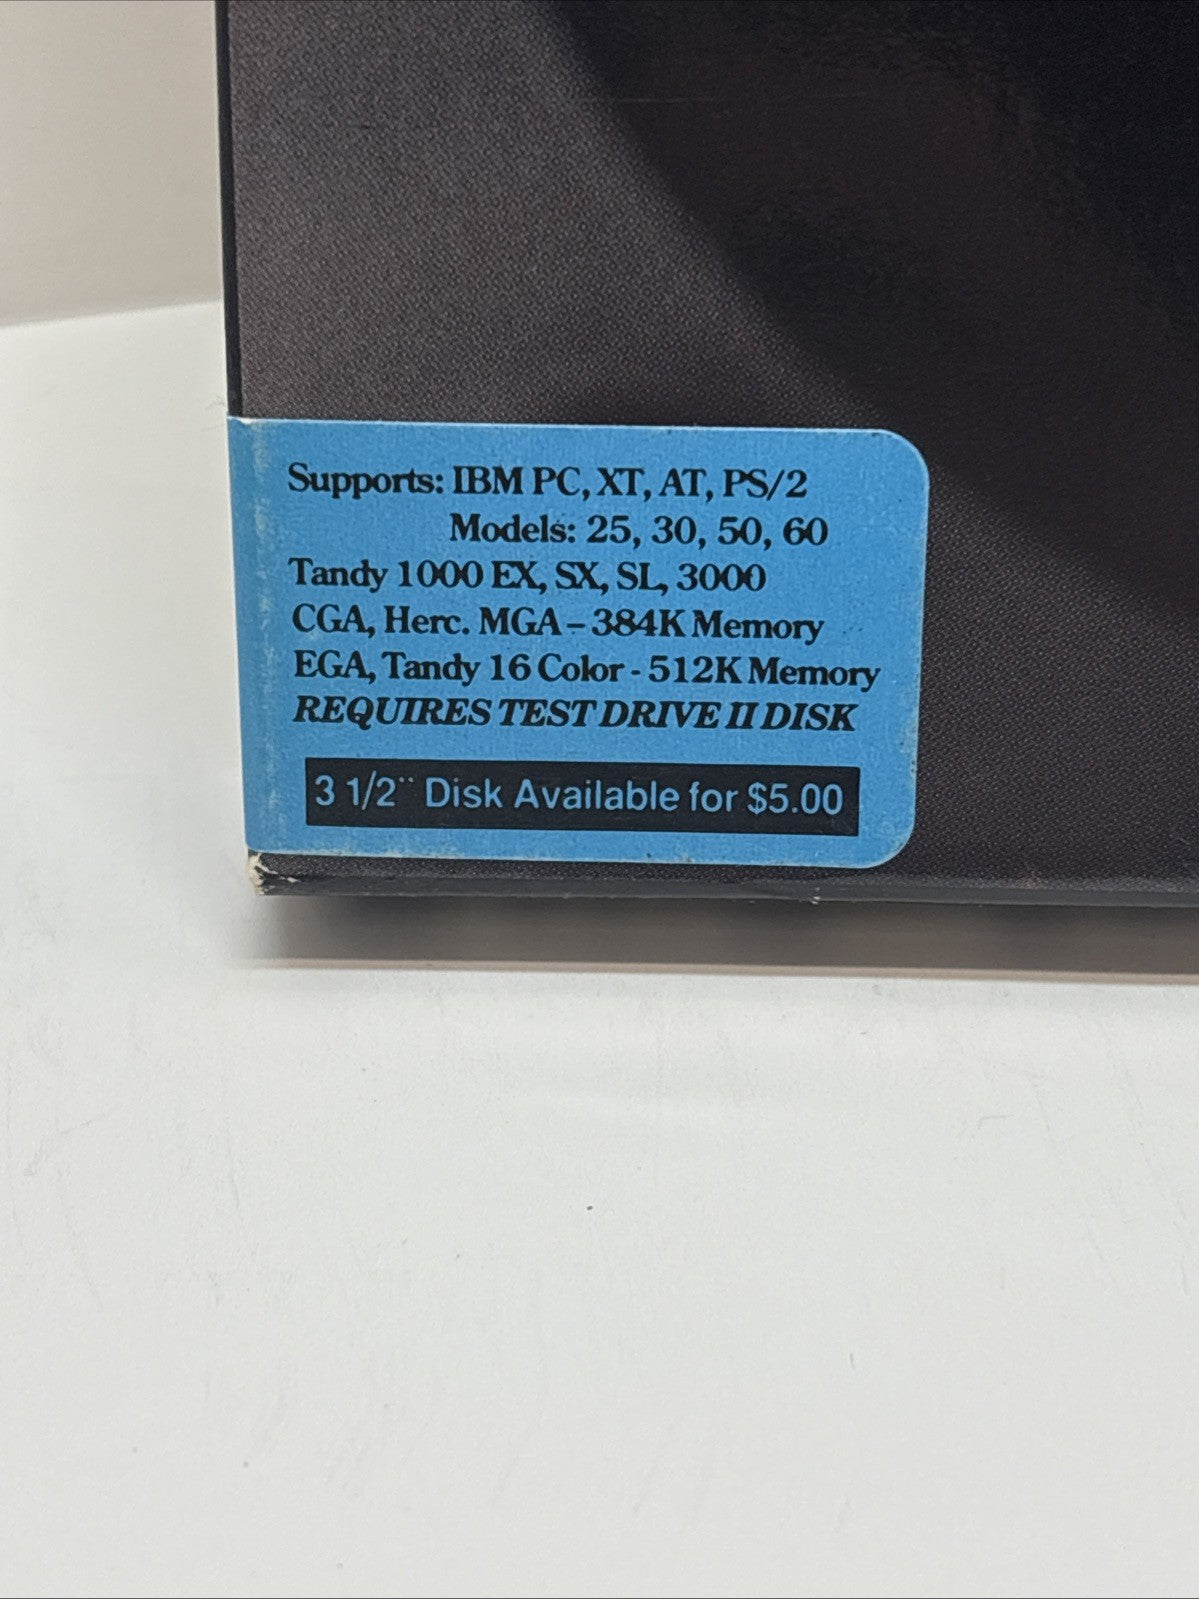 Supports: IBM PC, XT, AT, PS/2
Models: 25, 30, 50, 60
Tandy 1000 EX, SX, SL, 3000
CGA, Herc. MGA – 384K Memory
EGA, Tandy 16 Color - 512K Memory
REQUIRES TEST DRIVE II DISK
3 1/2¨ Disk Available for $5.00